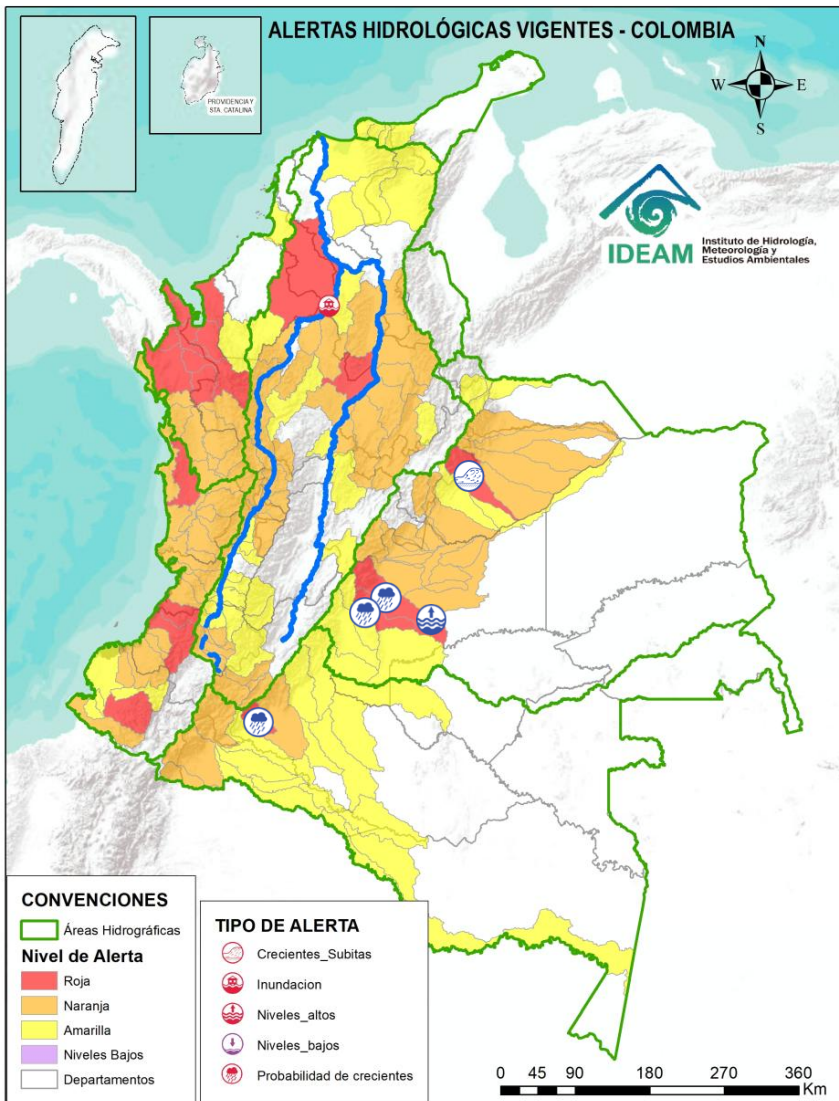 ALERTAS HIDROLÓGICAS VIGENTES - COLOMBIA
PROVIDENCIA Y
STA. CATALINA
N
W
E
S
IDEAM
Instituto de Hidrología,
Meteorología y
Estudios Ambientales
CONVENCIONES
Áreas Hidrográficas
Nivel de Alerta
Roja
Naranja
Amarilla
Niveles Bajos
Departamentos
TIPO DE ALERTA
Crecientes_Subitas
Inundacion
Niveles_altos
Niveles_bajos
Probabilidad de crecientes
0 45 90 180 270 360
Km